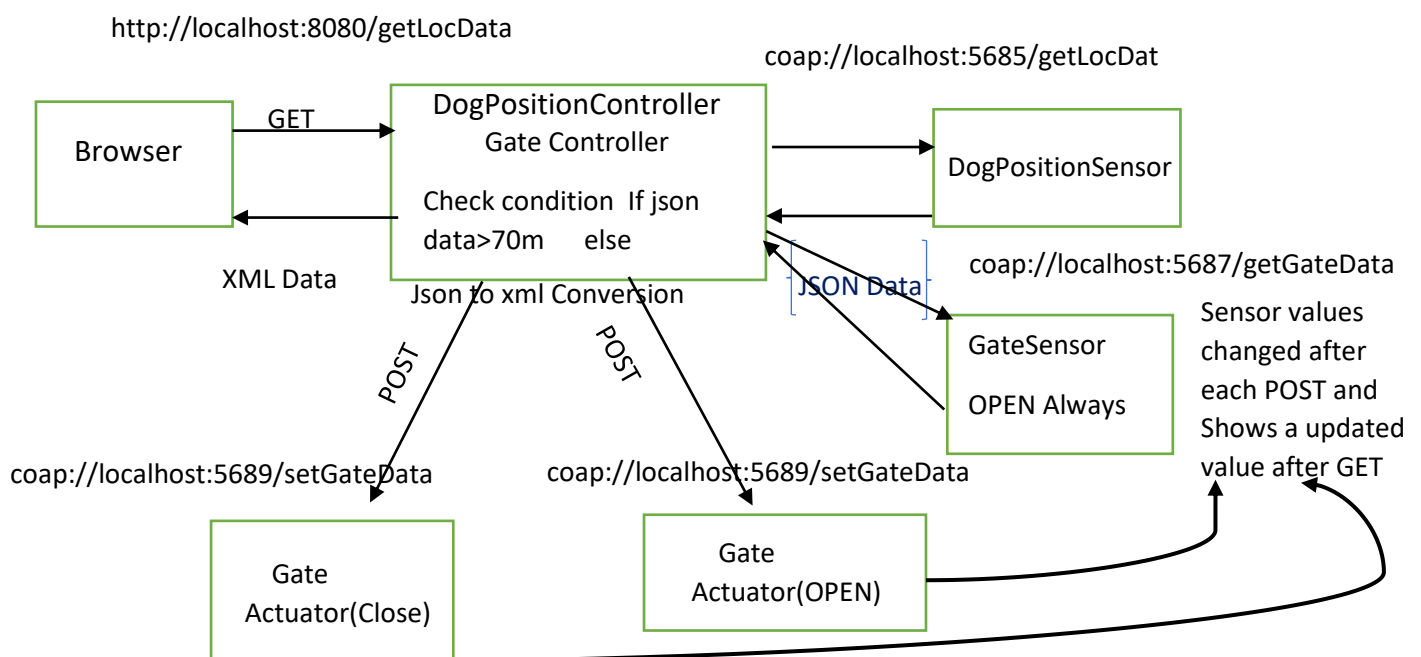 http://localhost:8080/getLocData
coap://localhost:5685/getLocDat
Browser
GET
DogPositionController
Gate Controller
Check condition If json
data>70m else
DogPositionSensor
XML Data
Json to xml Conversion
JSON Data
coap://localhost:5687/getGateData
GateSensor
OPEN Always
Sensor values
changed after
each POST and
Shows a updated
value after GET
POST
POST
coap://localhost:5689/setGateData
coap://localhost:5689/setGateData
Gate
Actuator(Close)
Gate
Actuator(OPEN)